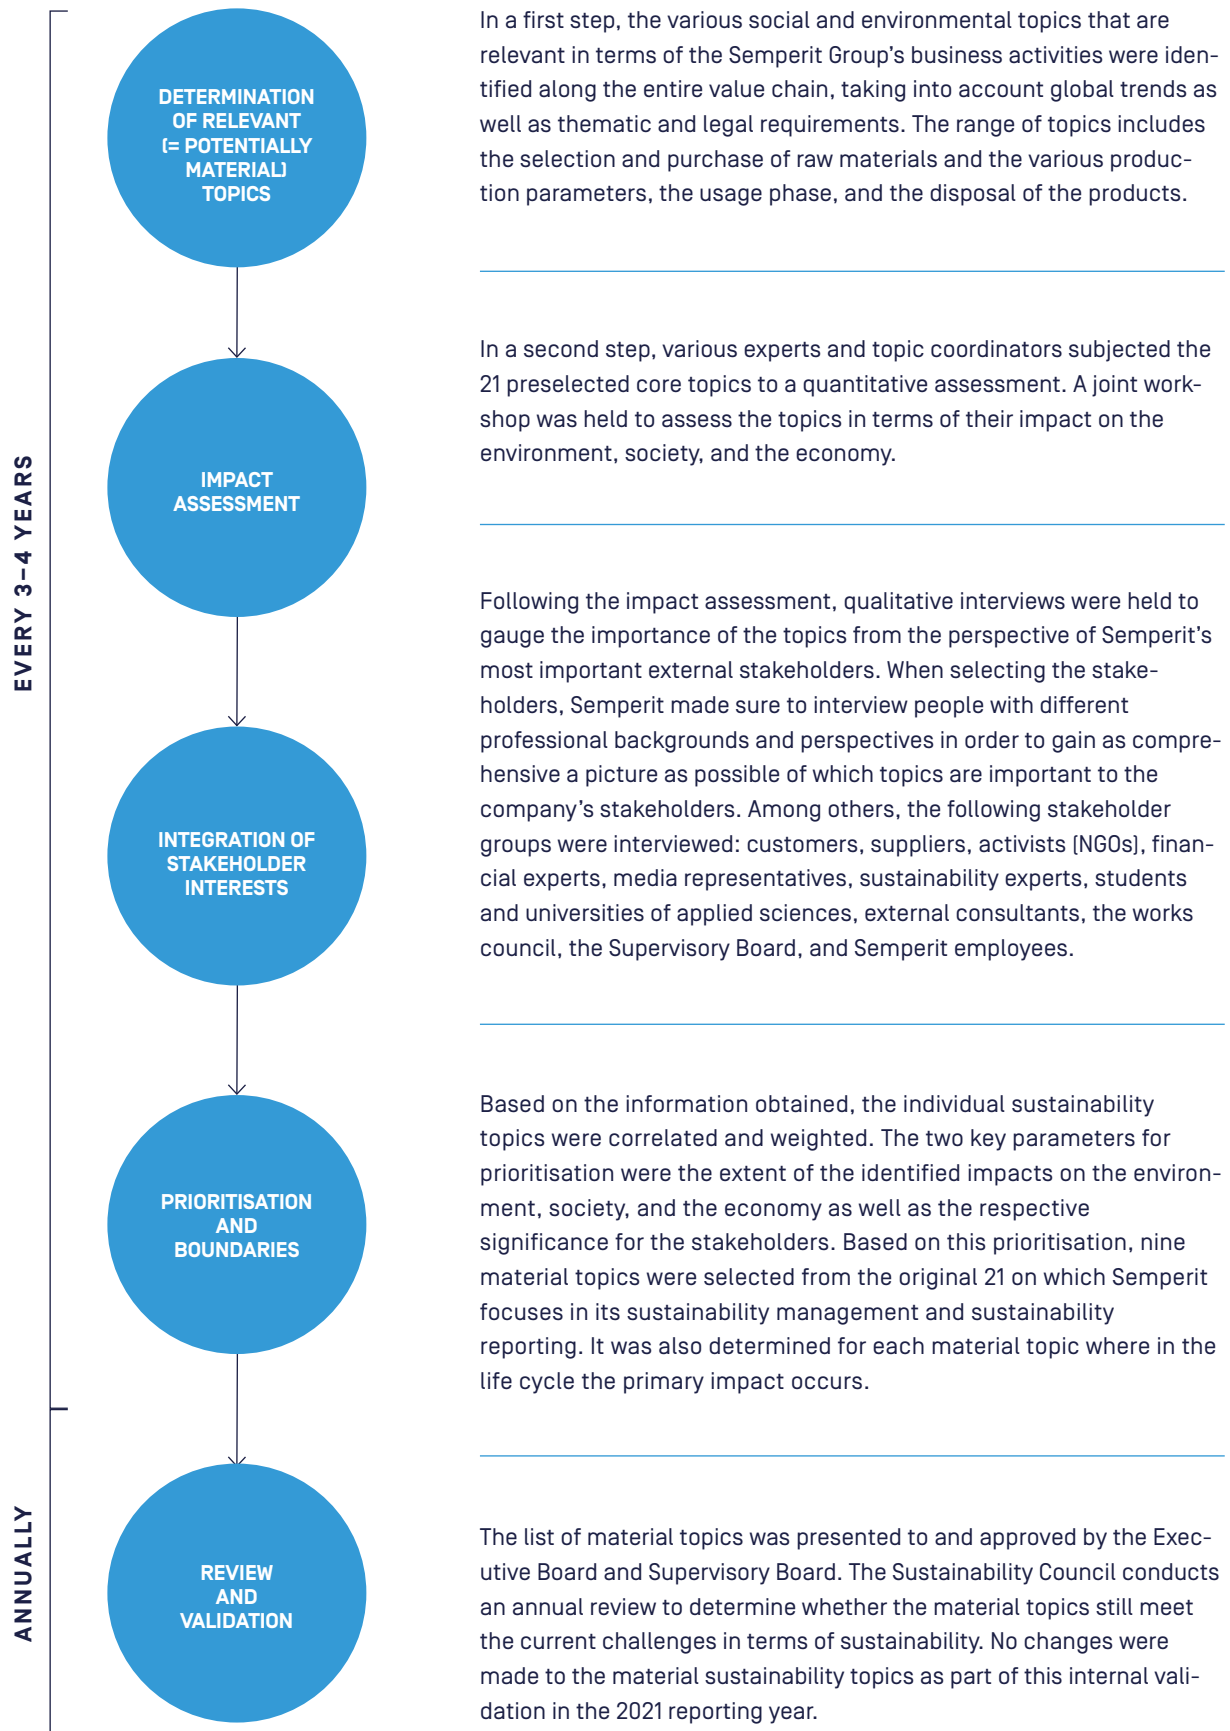 EVERY 3–4 YEARS
DETERMINATION
OF RELEVANT
(= POTENTIALLY
MATERIAL)
TOPICS
In a first step, the various social and environmental topics that are
relevant in terms of the Semperit Group’s business activities were iden-
tified along the entire value chain, taking into account global trends as
well as thematic and legal requirements. The range of topics includes
the selection and purchase of raw materials and the various produc-
tion parameters, the usage phase, and the disposal of the products.
IMPACT
ASSESSMENT
In a second step, various experts and topic coordinators subjected the
21 preselected core topics to a quantitative assessment. A joint work-
shop was held to assess the topics in terms of their impact on the
environment, society, and the economy.
INTEGRATION OF
STAKEHOLDER
INTERESTS
Following the impact assessment, qualitative interviews were held to
gauge the importance of the topics from the perspective of Semperit’s
most important external stakeholders. When selecting the stake-
holders, Semperit made sure to interview people with different
professional backgrounds and perspectives in order to gain as compre-
hensive a picture as possible of which topics are important to the
company’s stakeholders. Among others, the following stakeholder
groups were interviewed: customers, suppliers, activists (NGOs), finan-
cial experts, media representatives, sustainability experts, students
and universities of applied sciences, external consultants, the works
council, the Supervisory Board, and Semperit employees.
PRIORITISATION
AND
BOUNDARIES
Based on the information obtained, the individual sustainability
topics were correlated and weighted. The two key parameters for
prioritisation were the extent of the identified impacts on the environ-
ment, society, and the economy as well as the respective
significance for the stakeholders. Based on this prioritisation, nine
material topics were selected from the original 21 on which Semperit
focuses in its sustainability management and sustainability
reporting. It was also determined for each material topic where in the
life cycle the primary impact occurs.
ANNUALLY
REVIEW
AND
VALIDATION
The list of material topics was presented to and approved by the Exec-
utive Board and Supervisory Board. The Sustainability Council conducts
an annual review to determine whether the material topics still meet
the current challenges in terms of sustainability. No changes were
made to the material sustainability topics as part of this internal vali-
dation in the 2021 reporting year.